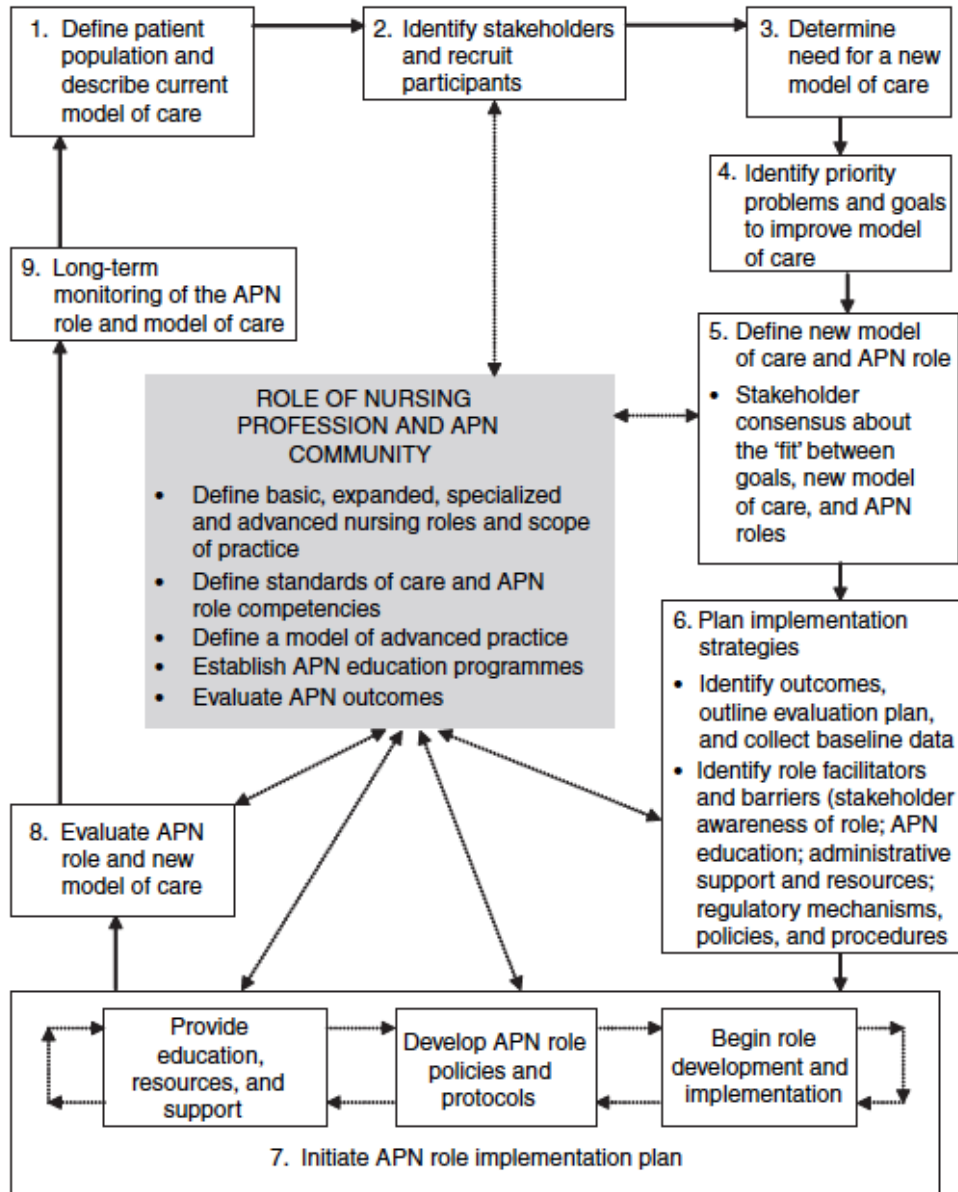 1. Define patient
population and
describe current
model of care
2. Identify stakeholders
and recruit
participants
3. Determine
need for a new
model of care
4. Identify priority
problems and goals
to improve model
of care
9. Long-term
monitoring of the APN
role and model of care
5. Define new model
of care and APN role
• Stakeholder
consensus about
the ‘fit’ between
goals, new model
of care, and APN
roles
ROLE OF NURSING
PROFESSION AND APN
COMMUNITY
• Define basic, expanded, specialized
and advanced nursing roles and scope
of practice
• Define standards of care and APN
role competencies
• Define a model of advanced practice
• Establish APN education programmes
• Evaluate APN outcomes
6. Plan implementation
strategies
• Identify outcomes,
outline evaluation plan,
and collect baseline data
• Identify role facilitators
and barriers (stakeholder
awareness of role; APN
education; administrative
support and resources;
regulatory mechanisms,
policies, and procedures
8. Evaluate APN
role and new
model of care
Provide
education,
resources, and
support
Develop APN role
policies and
protocols
Begin role
development and
implementation
7. Initiate APN role implementation plan